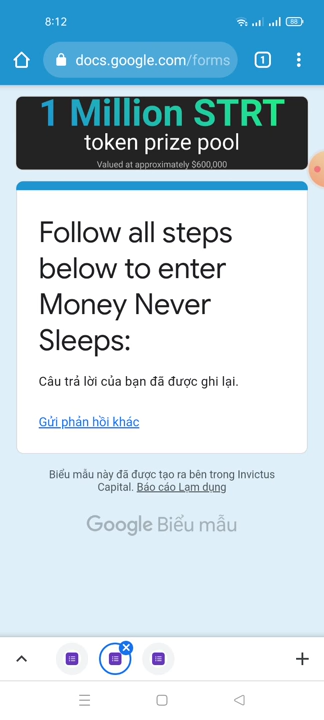 8:12
88
docs.google.com/forms
1
1 Million STRT
token prize pool
Valued at approximately $600,000
Follow all steps
below to enter
Money Never
Sleeps:
Câu trả lời của bạn đã được ghi lại.
Gửi phản hồi khác
Biểu mẫu này đã được tạo ra bên trong Invictus
Capital. Báo cáo Lạm dụng
Google Biểu mẫu